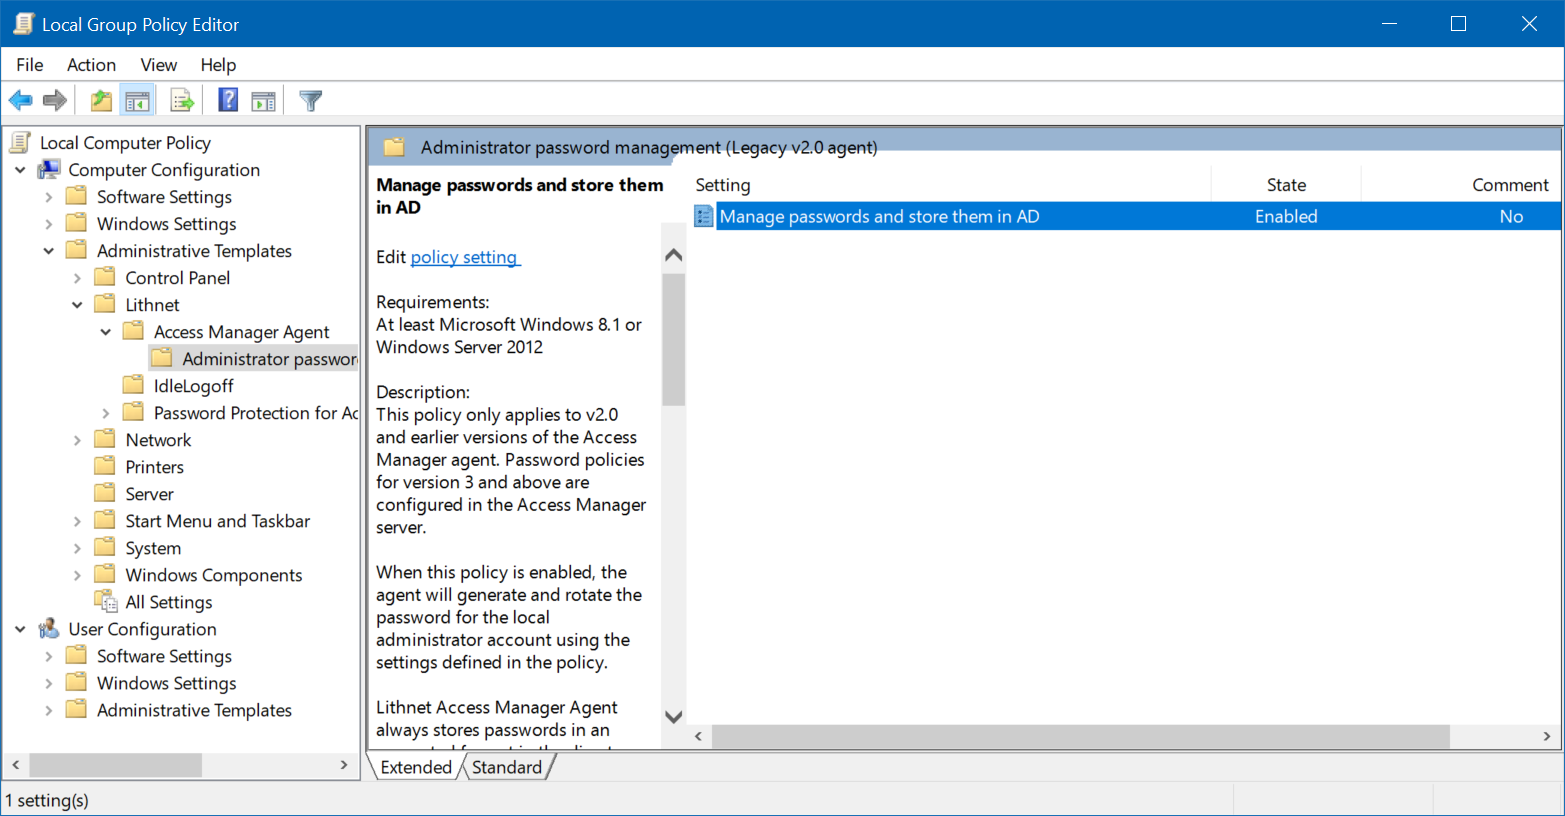 Local Group Policy Editor
File Action View Help
Local Computer Policy
Computer Configuration
Software Settings
Windows Settings
Administrative Templates
Control Panel
Lithnet
Access Manager Agent
Administrator passwor
IdleLogoff
Password Protection for Ac
Network
Printers
Server
Start Menu and Taskbar
System
Windows Components
All Settings
User Configuration
Software Settings
Windows Settings
Administrative Templates
Administrator password management (Legacy v2.0 agent)
Manage passwords and store them
in AD
Edit policy setting
Requirements:
At least Microsoft Windows 8.1 or
Windows Server 2012
Description:
This policy only applies to v2.0
and earlier versions of the Access
Manager agent. Password policies
for version 3 and above are
configured in the Access Manager
server.
When this policy is enabled, the
agent will generate and rotate the
password for the local
administrator account using the
settings defined in the policy.
Lithnet Access Manager Agent
always stores passwords in an
Setting State Comment
Manage passwords and store them in AD Enabled No
Extended Standard
1 setting(s)